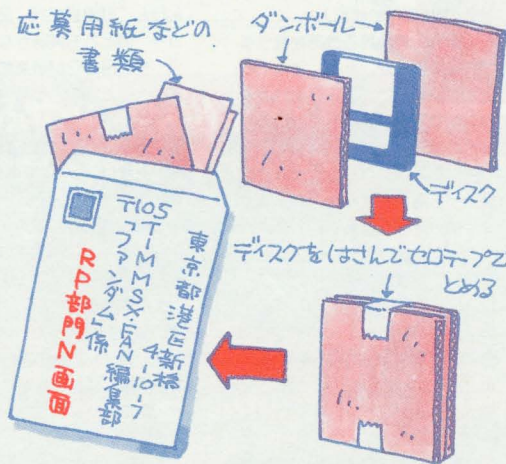 応募用紙などの
書類
ダンボール
ディスク
ディスクをはさんでセロテープで
とめる
〒105
東京都港区新橋
4-10-7
TIM MSX・FAN編集部
「ファンダム」係
RP部門N画面